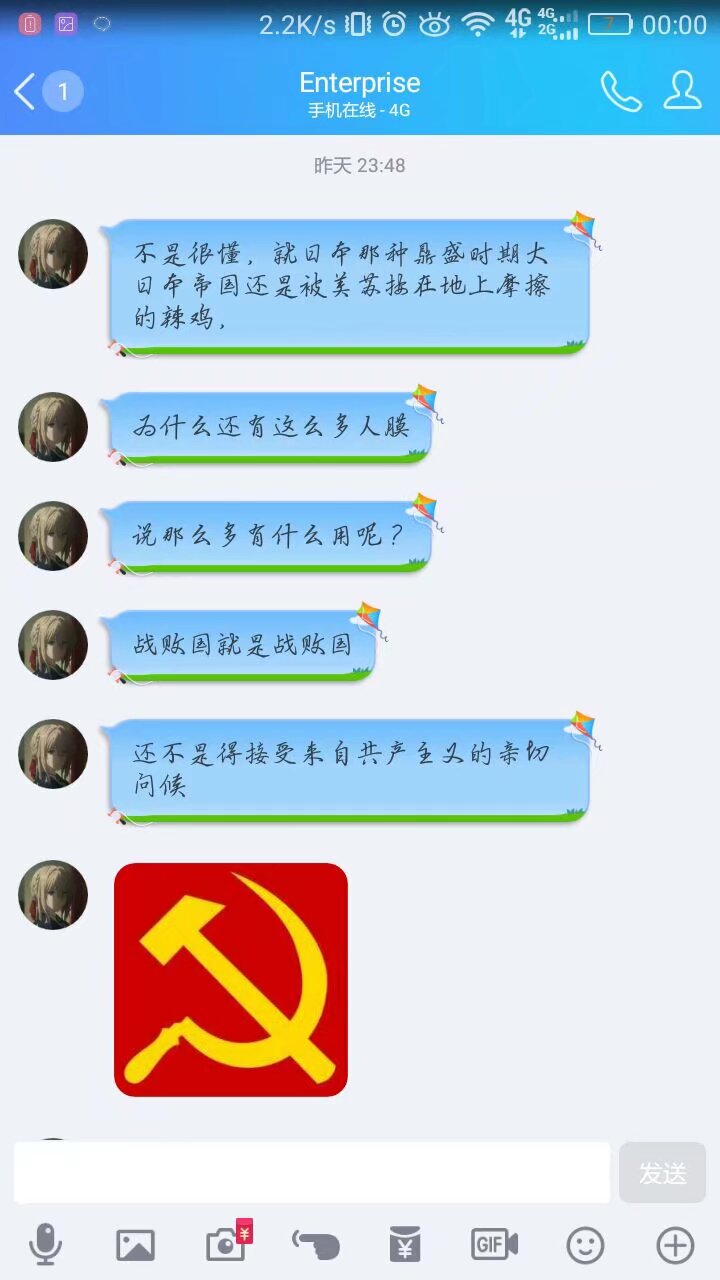 2.2K/s 4G 4G 2G 7 00:00
1
Enterprise
手机在线 - 4G
昨天 23:48
不是很懂，就日本那种鼎盛时期大
日本帝国还是被美苏按在地上摩擦
的辣鸡，
为什么还有这么多人膜
说那么多有什么用呢？
战败国就是战败国
还不是得接受来自共产主义的亲切
问候
发送
¥
¥
GIF